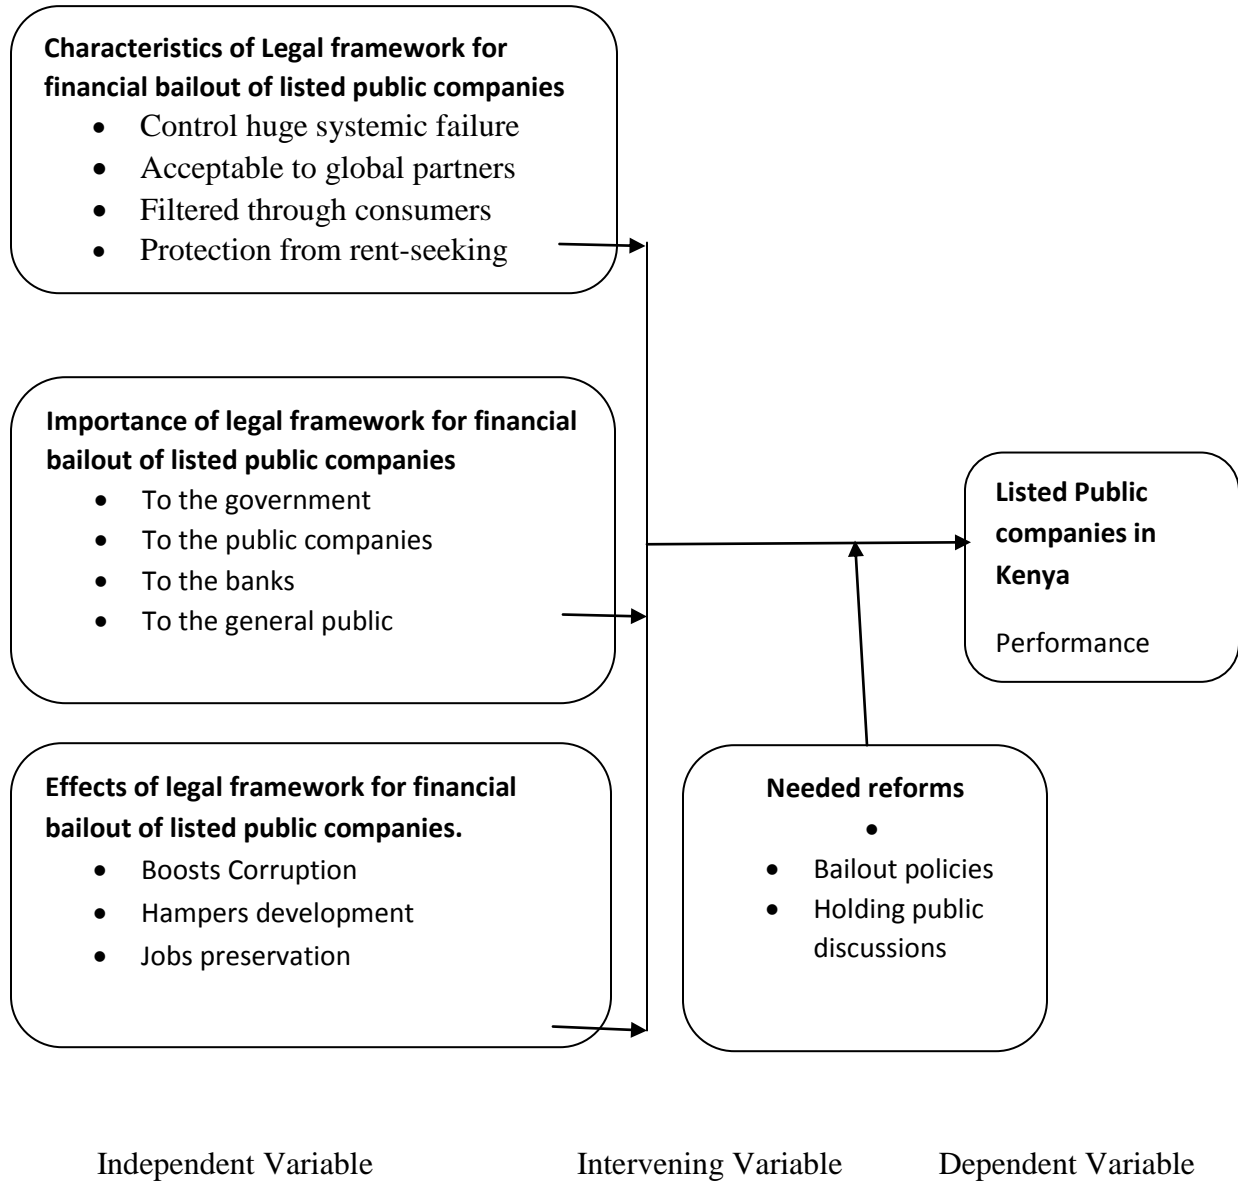 Characteristics of Legal framework for
financial bailout of listed public companies
• Control huge systemic failure
• Acceptable to global partners
• Filtered through consumers
• Protection from rent-seeking
Importance of legal framework for financial
bailout of listed public companies
• To the government
• To the public companies
• To the banks
• To the general public
Effects of legal framework for financial
bailout of listed public companies.
• Boosts Corruption
• Hampers development
• Jobs preservation
Needed reforms
•
• Bailout policies
• Holding public
discussions
Listed Public
companies in
Kenya
Performance
Independent Variable
Intervening Variable
Dependent Variable